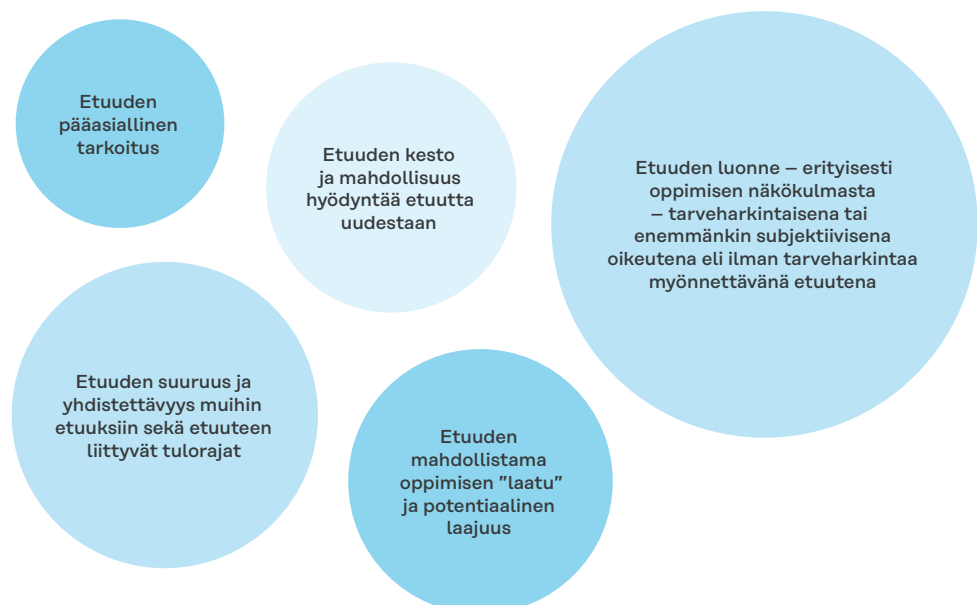 Etuuden
pääasiallinen
tarkoitus
Etuuden kesto
ja mahdollisuus
hyödyntää etuutta
uudestaan
Etuuden luonne – erityisesti
oppimisen näkökulmasta
– tarveharkintaisena tai
enemmänkin subjektiivisena
oikeutena eli ilman tarveharkintaa
myönnettävänä etuutena
Etuuden suuruus ja
yhdistettävyys muihin
etuuksiin sekä etuuteen
liittyvät tulorajat
Etuuden
mahdollistama
oppimisen ”laatu”
ja potentiaalinen
laajuus